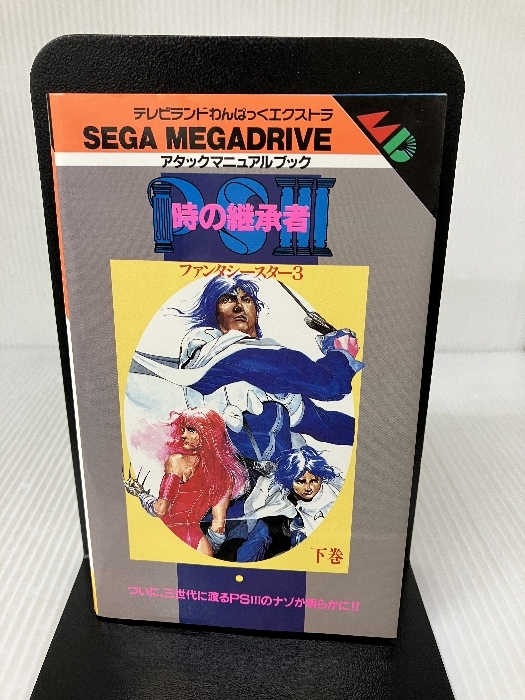 テレビランドわんぱっくエクストラ
SEGA MEGADRIVE
MD
アタックマニュアルブック
PSIII
時の継承者
ファンタシースター3
下巻
ついに、三世代に渡るPSIIIのナゾが明らかに!!